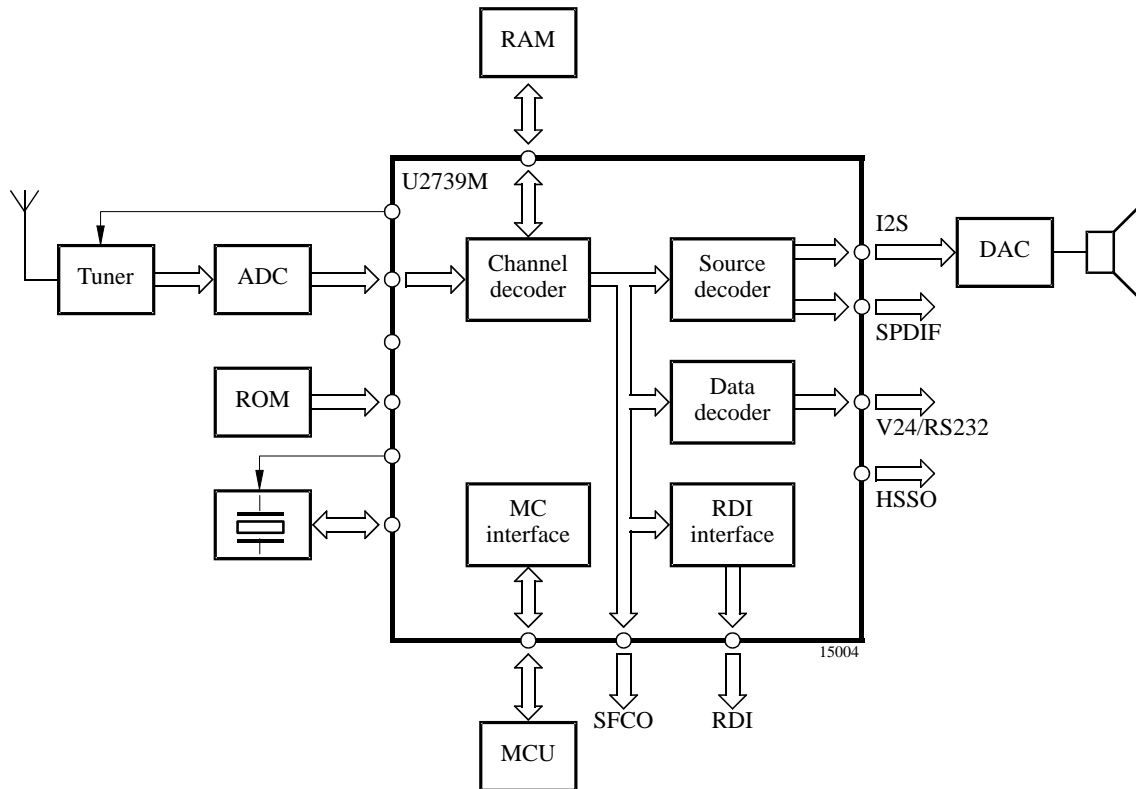 RAM
U2739M
I2S
Tuner
ADC
Channel
decoder
Source
decoder
DAC
SPDIF
ROM
Data
decoder
V24/RS232
HSSO
MC
interface
RDI
interface
15004
SFCO
RDI
MCU